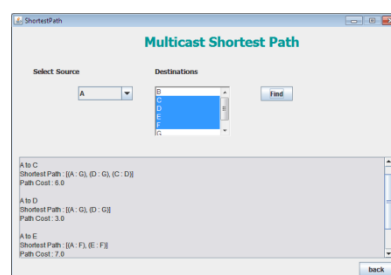 ShortestPath
Multicast Shortest Path
Select Source
Destinations
A
B
C
D
E
F
G
Find
A to C
Shortest Path : [(A : G), (D : G), (C : D)]
Path Cost : 6.0
A to D
Shortest Path : [(A : G), (D : G)]
Path Cost : 3.0
A to E
Shortest Path : [(A : F), (E : F)]
Path Cost : 7.0
back